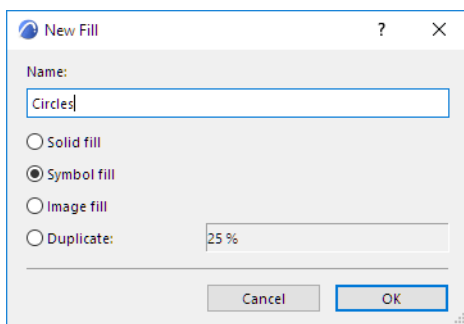 New Fill
?
Name:
Circles
Solid fill
Symbol fill
Image fill
Duplicate: 25 %
Cancel OK